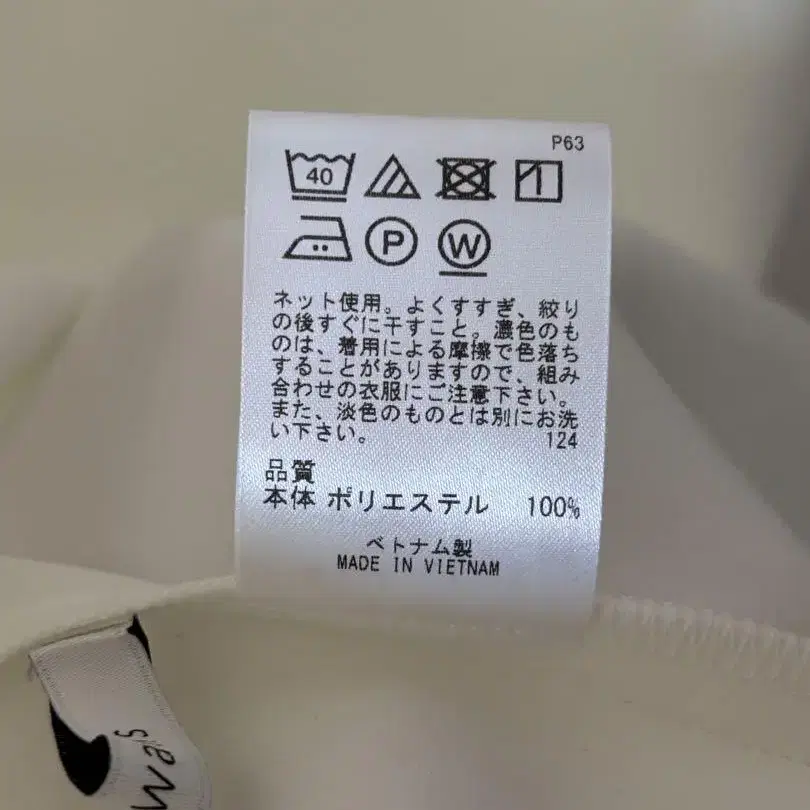 P63
40
P W
ネット使用。よくすすぎ、絞り
の後すぐに干すこと。濃色のも
のは、着用による摩擦で色落ち
することがありますので、組み
合わせの衣服にご注意下さい。
また、淡色のものとは別にお洗
い下さい。 124
品質
本体 ポリエステル 100%
ベトナム製
MADE IN VIETNAM